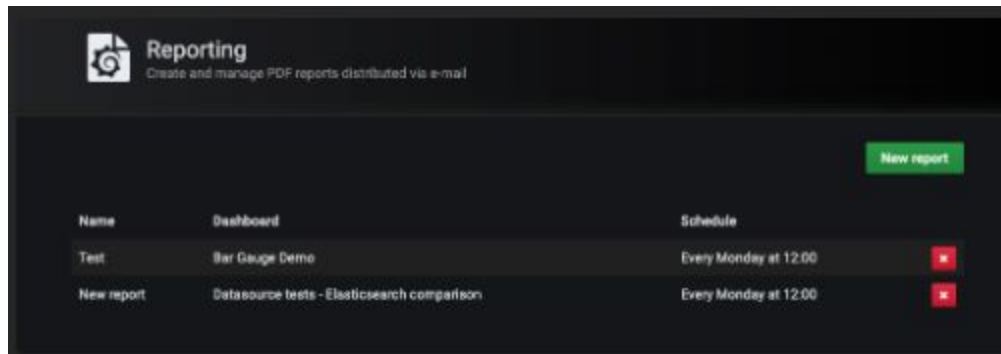 Reporting
Create and manage PDF reports distributed via e-mail
New report
Name Dashboard Schedule
Test Bar Gauge Demo Every Monday at 12:00
New report Datasource tests - Elasticsearch comparison Every Monday at 12:00